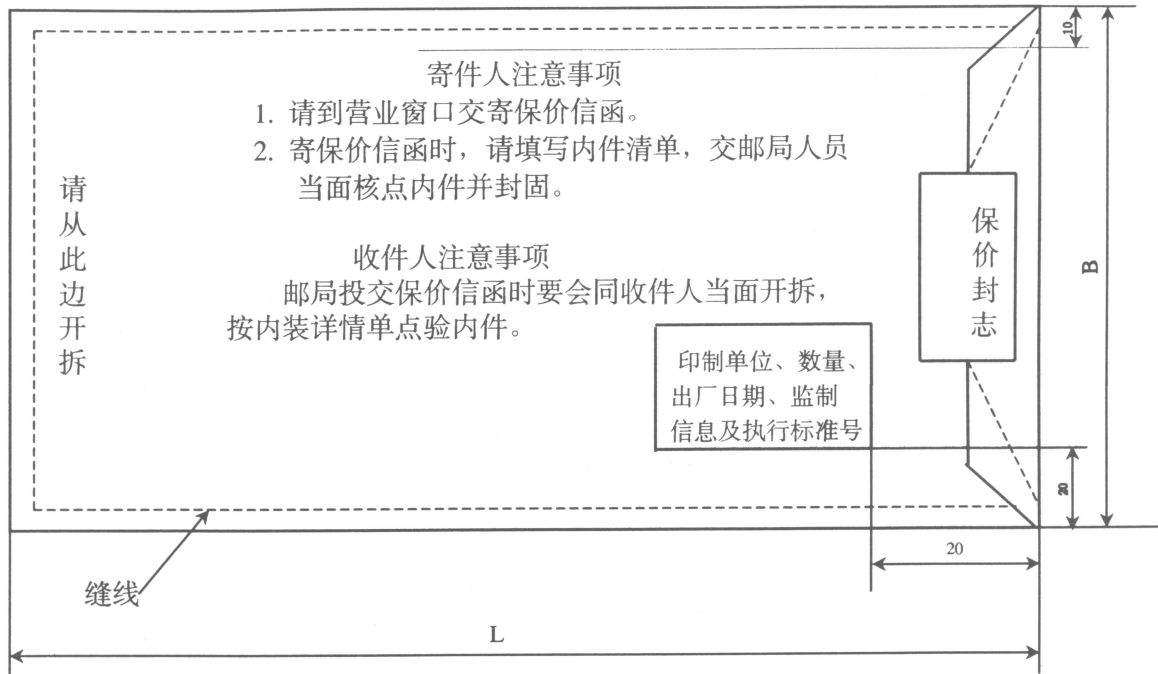 10
寄件人注意事项
1. 请到营业窗口交寄保价信函。
2. 寄保价信函时，请填写内件清单，交邮局人员
当面核点内件并封固。
请从此边开拆
收件人注意事项
邮局投交保价信函时要会同收件人当面开拆，
按内装详情单点验内件。
保价封志
B
印制单位、数量、
出厂日期、监制
信息及执行标准号
20
20
缝线
L